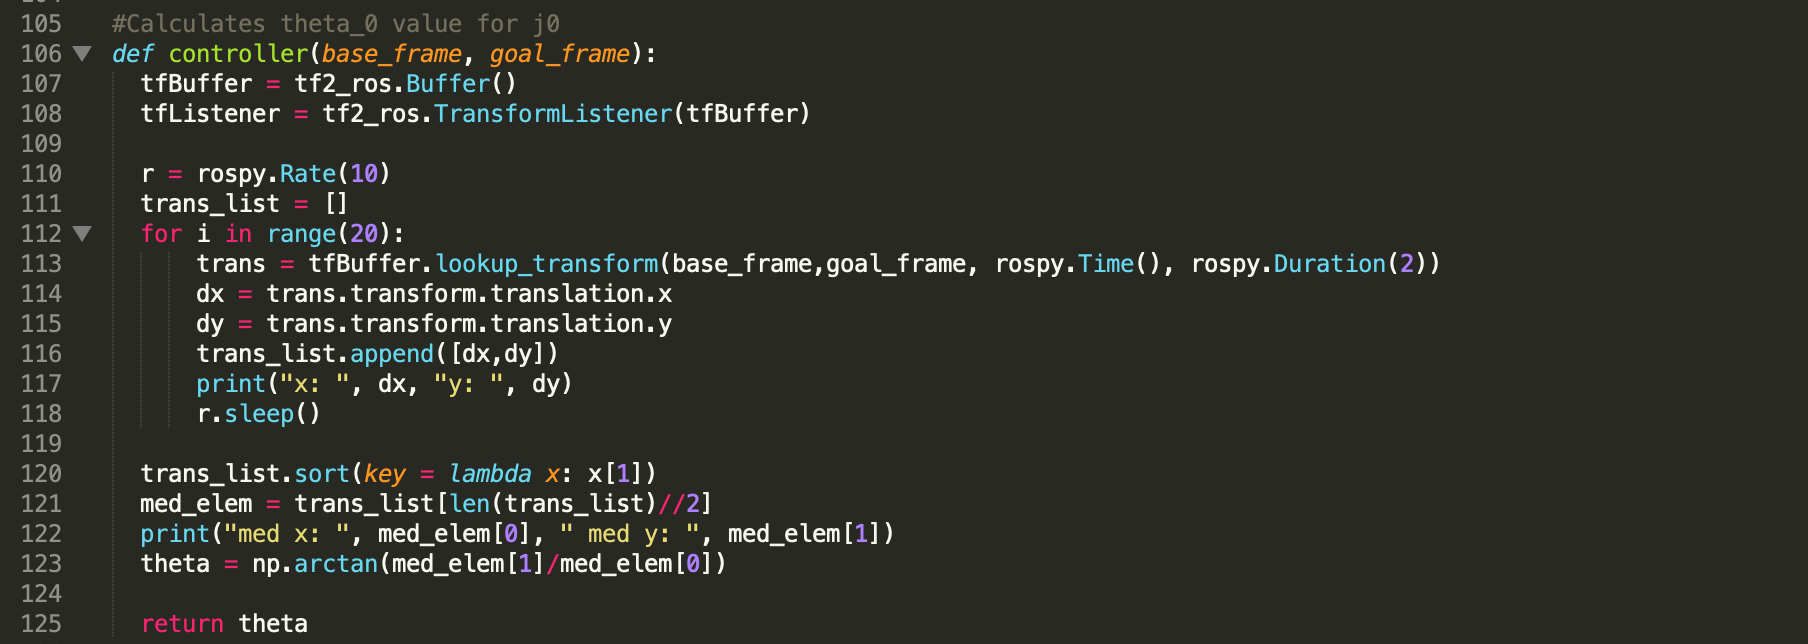 105 #Calculates theta_0 value for j0
106 ▼ def controller(base_frame, goal_frame):
107 tfBuffer = tf2_ros.Buffer()
108 tfListener = tf2_ros.TransformListener(tfBuffer)
109
110 r = rospy.Rate(10)
111 trans_list = []
112 ▼ for i in range(20):
113 trans = tfBuffer.lookup_transform(base_frame,goal_frame, rospy.Time(), rospy.Duration(2))
114 dx = trans.transform.translation.x
115 dy = trans.transform.translation.y
116 trans_list.append([dx,dy])
117 print("x: ", dx, "y: ", dy)
118 r.sleep()
119
120 trans_list.sort(key = lambda x: x[1])
121 med_elem = trans_list[len(trans_list)//2]
122 print("med x: ", med_elem[0], " med y: ", med_elem[1])
123 theta = np.arctan(med_elem[1]/med_elem[0])
124
125 return theta